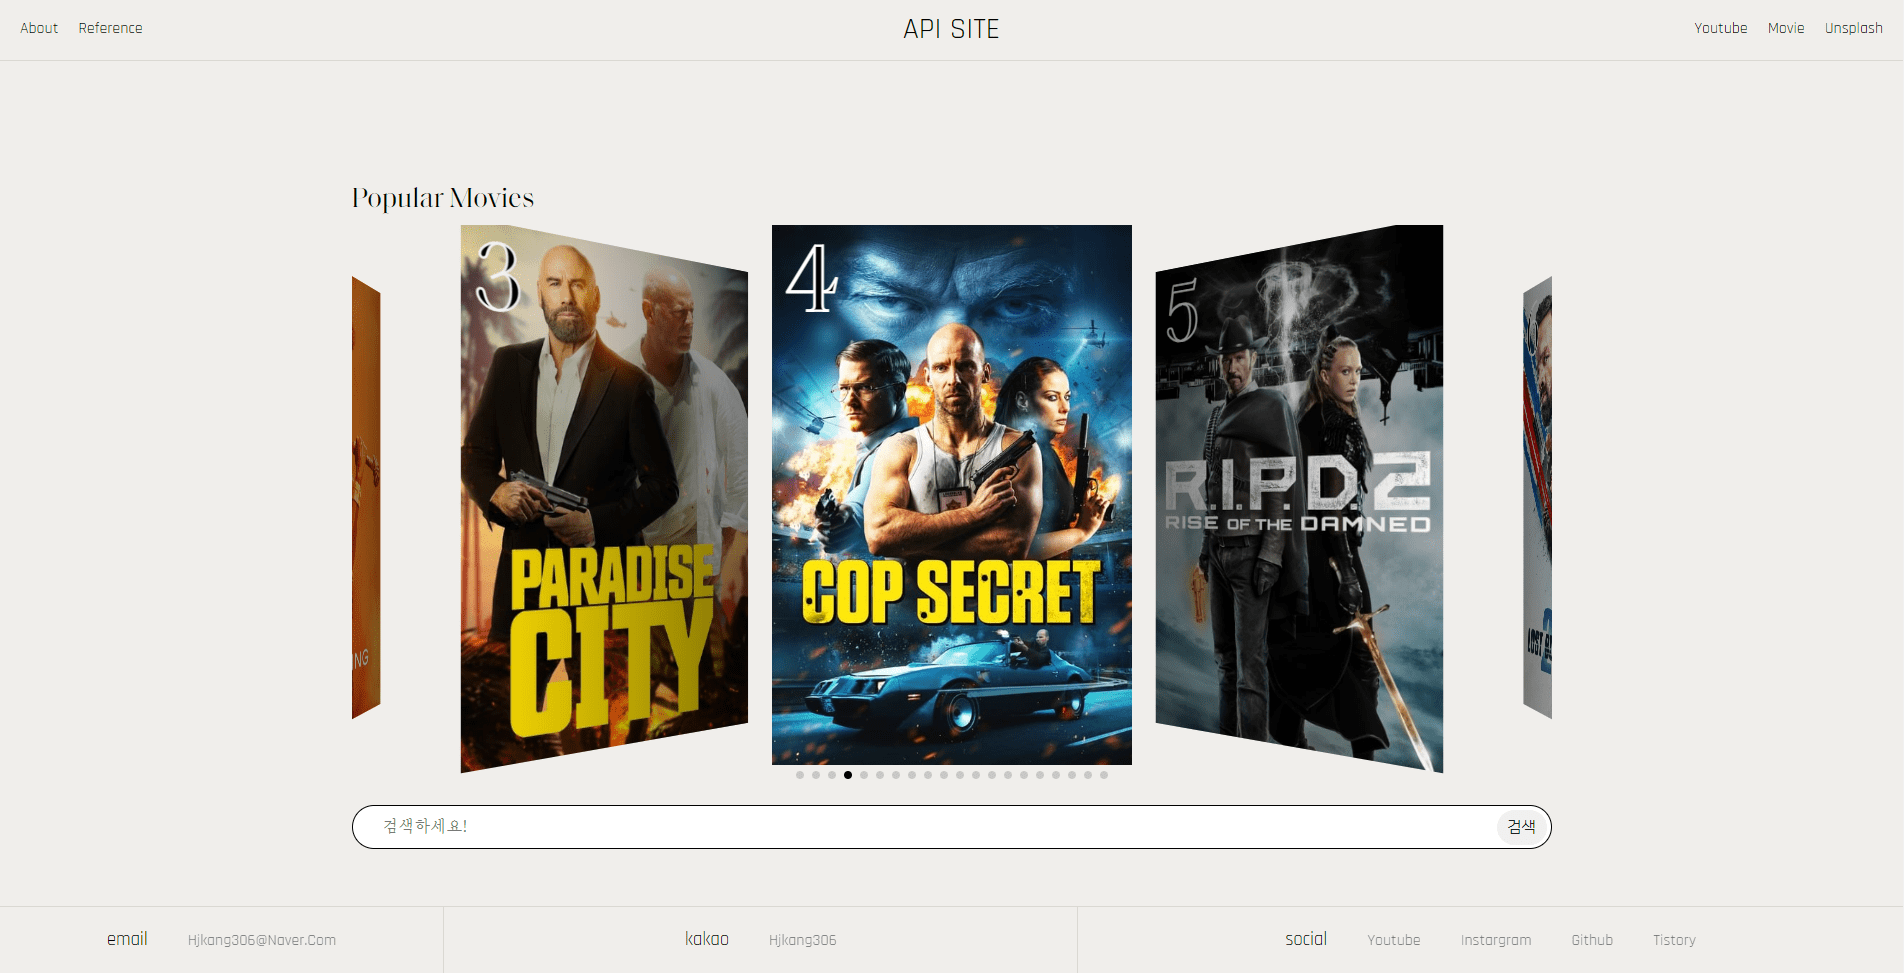 About Reference API SITE Youtube Movie Unsplash
Popular Movies
3
4
5
PARADISE
CITY
COP SECRET
R.I.P.D.2
RISE OF THE DAMNED
NG
LOST
2
검색하세요! 검색
email Hjkang306@Naver.Com kakao Hjkang306 social Youtube Instargram Github Tistory